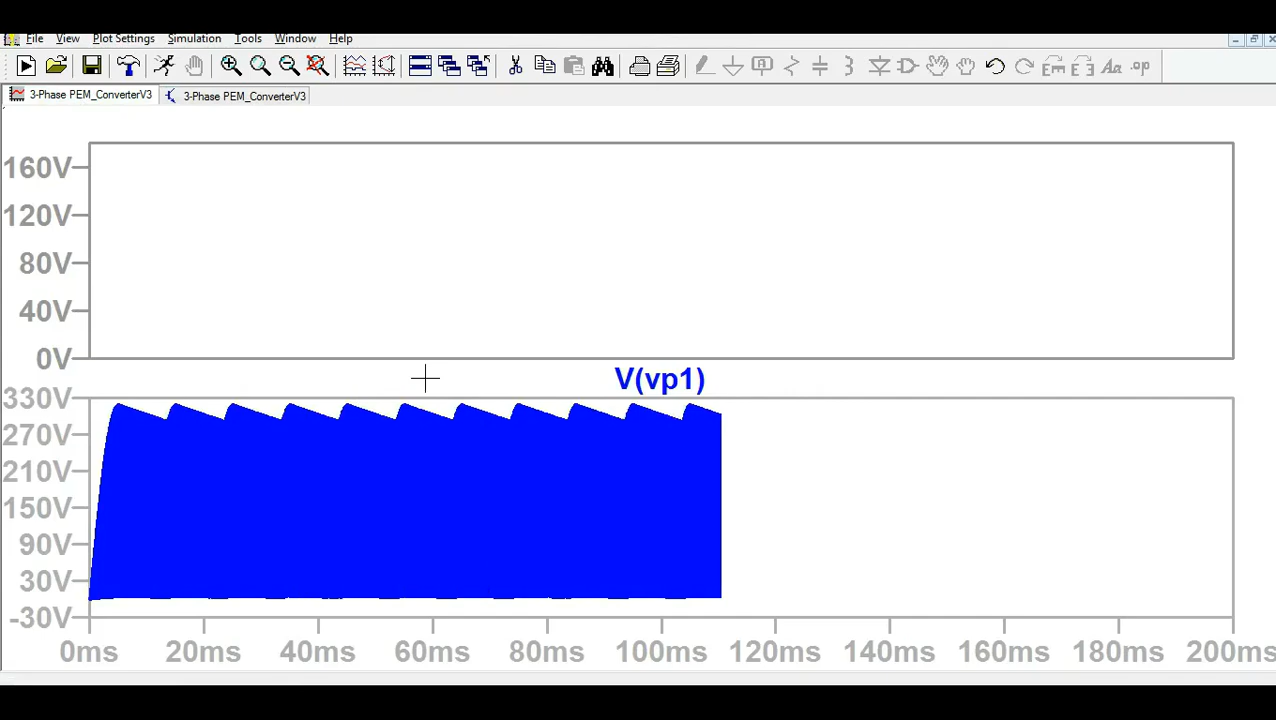 File View Plot Settings Simulation Tools Window Help
3-Phase PEM_ConverterV3 3-Phase PEM_ConverterV3
160V
120V
80V
40V
0V
V(vp1)
330V
270V
210V
150V
90V
30V
-30V
0ms 20ms 40ms 60ms 80ms 100ms 120ms 140ms 160ms 180ms 200ms